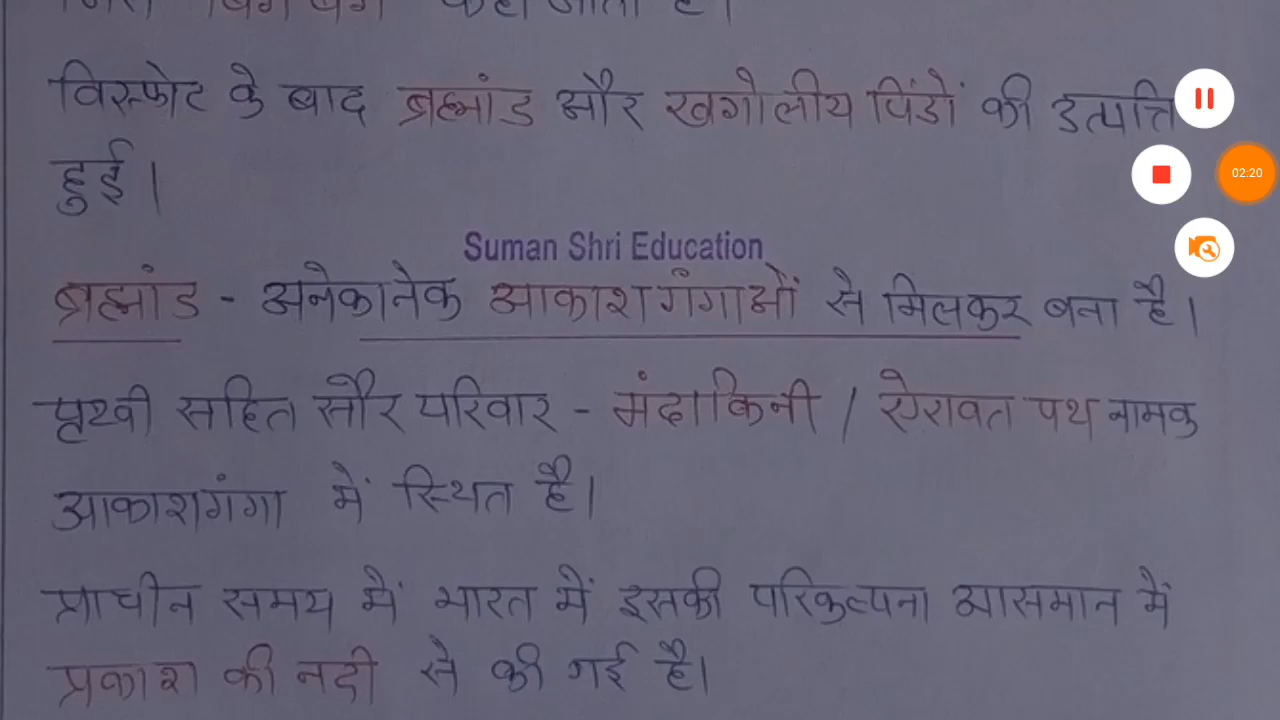 जिसे बिग बैंग कहा जाता है।
विस्फोट के बाद ब्रह्मांड और खगोलीय पिंडों की उत्पत्ति
02:20
हुई।
Suman Shri Education
ब्रह्मांड - अनेकानेक आकाशगंगाओं से मिलकर बना है।
पृथ्वी सहित सौर परिवार - मंदाकिनी / ऐरावत पथ नामक
आकाशगंगा में स्थित है।
प्राचीन समय में भारत में इसकी परिकल्पना आसमान में
प्रकाश की नदी से की गई है।